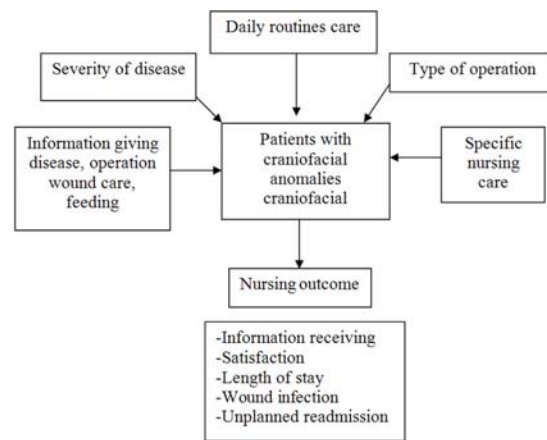 Daily routines care
Severity of disease
Type of operation
Information giving
disease, operation
wound care,
feeding
Patients with
craniofacial
anomalies
craniofacial
Specific
nursing
care
Nursing outcome
-Information receiving
-Satisfaction
-Length of stay
-Wound infection
-Unplanned readmission